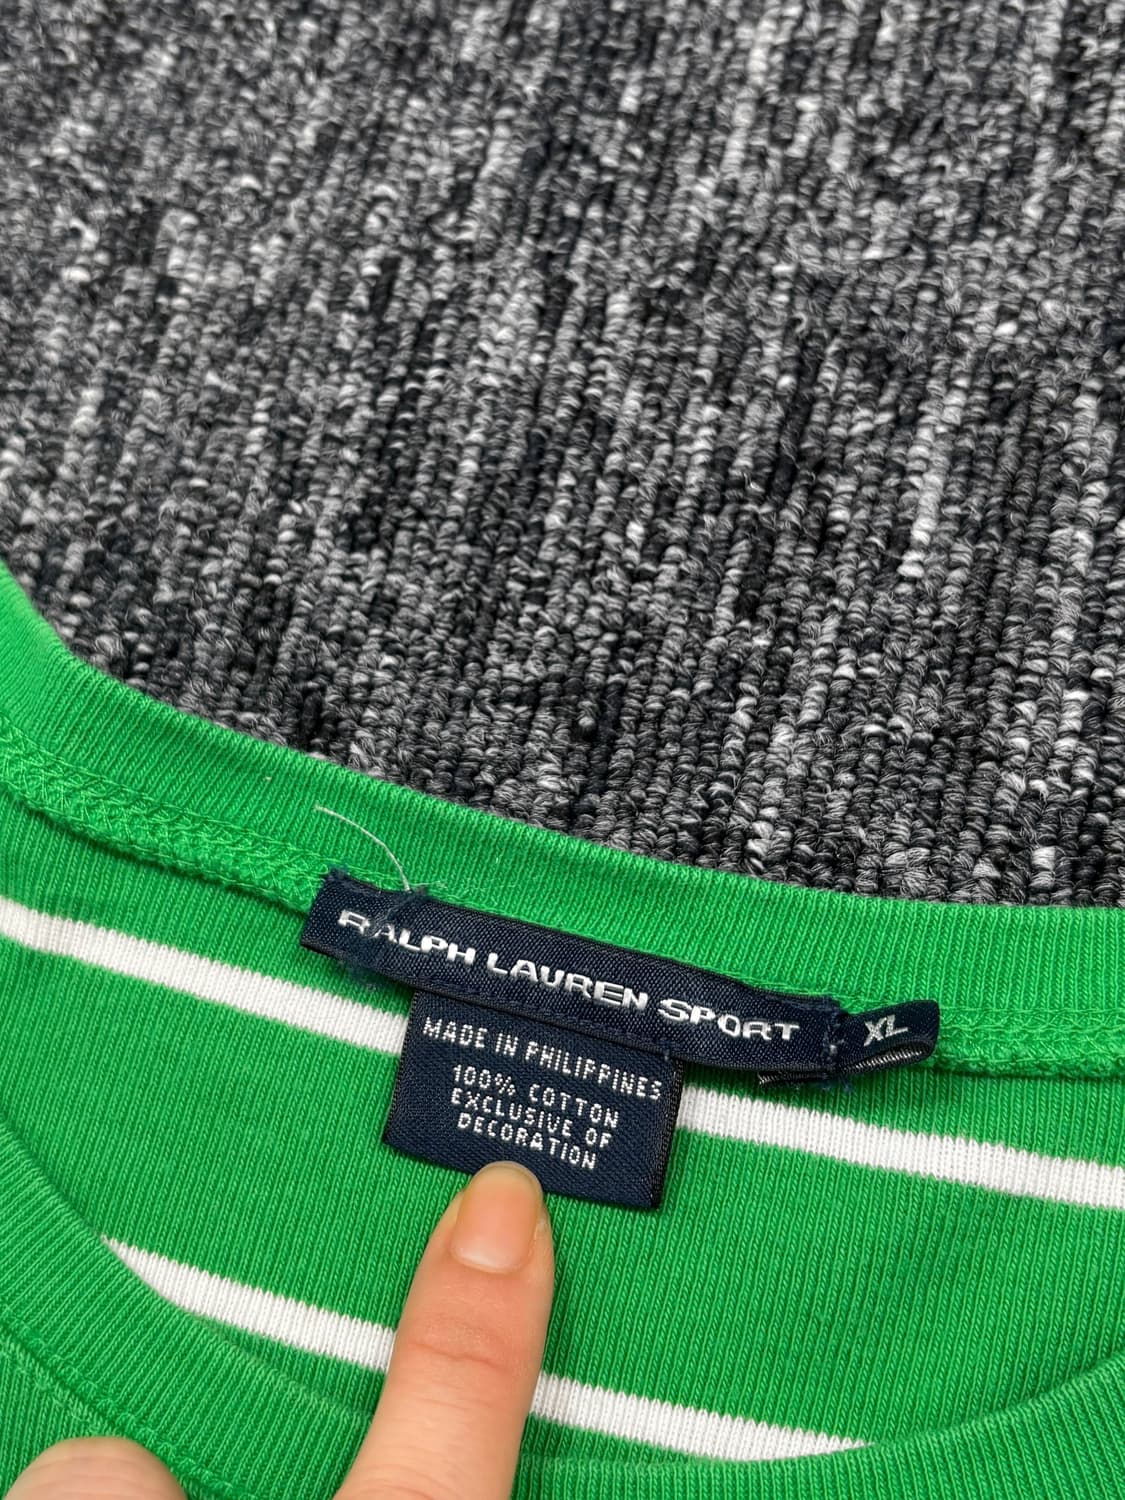 RALPH LAUREN SPORT
XL
MADE IN PHILIPPINES
100% COTTON
EXCLUSIVE OF
DECORATION